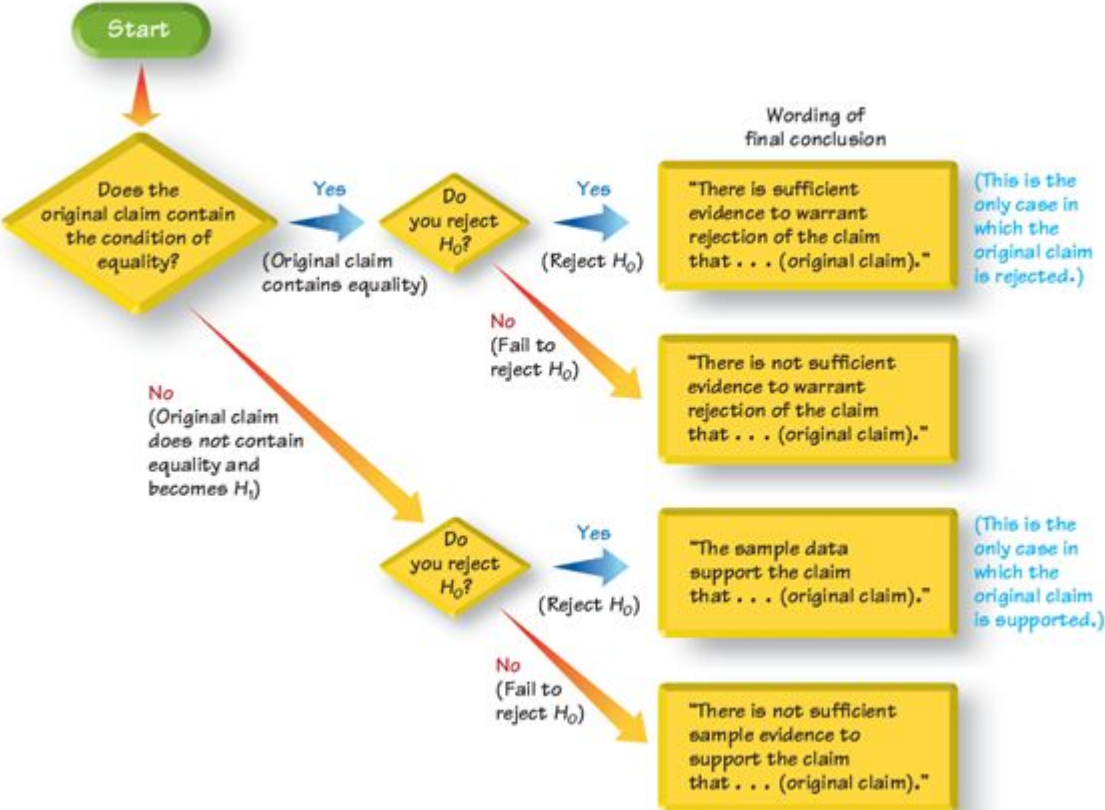 Start
Wording of
final conclusion
Does the
original claim contain
the condition of
equality?
Yes
(Original claim
contains equality)
Do
you reject
H₀?
Yes
(Reject H₀)
"There is sufficient
evidence to warrant
rejection of the claim
that . . . (original claim)."
(This is the
only case in
which the
original claim
is rejected.)
No
(Fail to
reject H₀)
"There is not sufficient
evidence to warrant
rejection of the claim
that . . . (original claim)."
No
(Original claim
does not contain
equality and
becomes H₁)
Do
you reject
H₀?
Yes
(Reject H₀)
"The sample data
support the claim
that . . . (original claim)."
(This is the
only case in
which the
original claim
is supported.)
No
(Fail to
reject H₀)
"There is not sufficient
sample evidence to
support the claim
that . . . (original claim)."